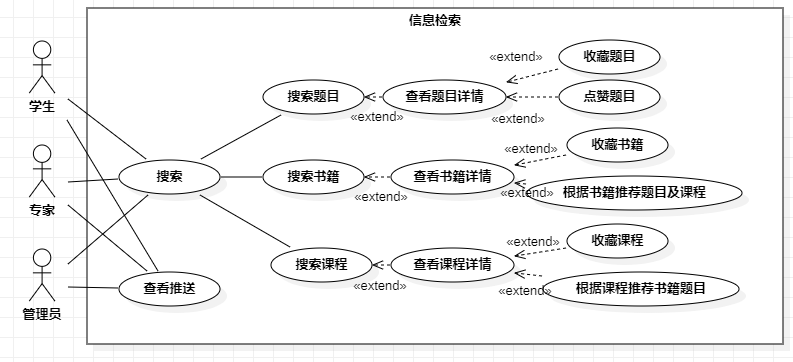 信息检索
«extend»
收藏题目
学生
搜索题目
查看题目详情
点赞题目
«extend»
«extend»
«extend»
收藏书籍
专家
搜索
搜索书籍
查看书籍详情
«extend»
«extend»
根据书籍推荐题目及课程
«extend»
收藏课程
管理员
查看推送
搜索课程
查看课程详情
«extend»
«extend»
根据课程推荐书籍题目